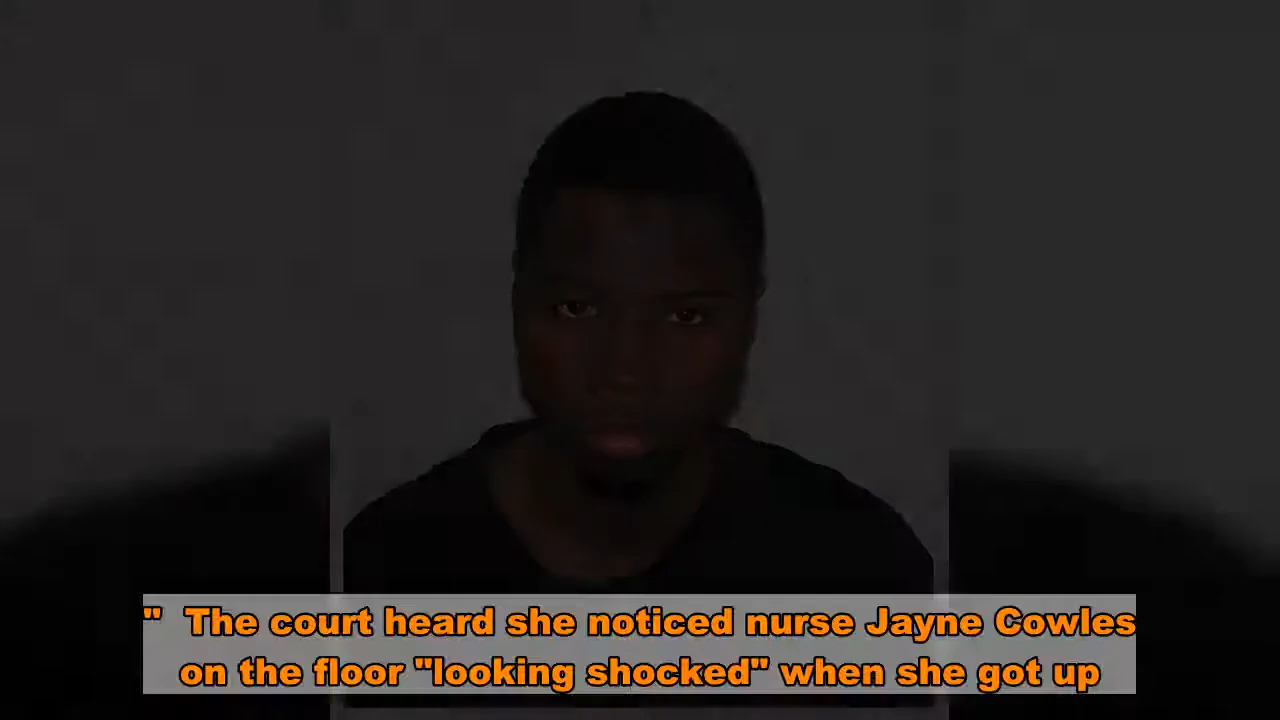 "  The court heard she noticed nurse Jayne Cowles
on the floor "looking shocked" when she got up